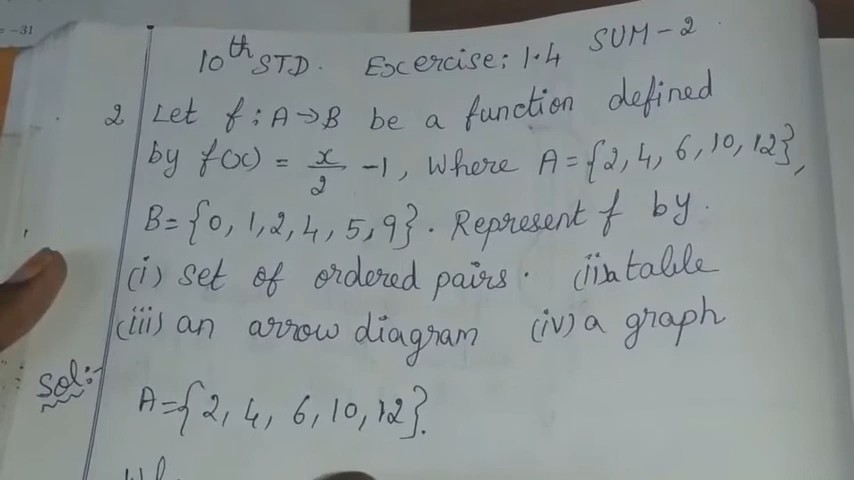 = -31
10th STD. Excercise: 1.4 SUM-2.
2 Let f: A→B be a function defined
by f(x) = x/2 -1, Where A={2, 4, 6, 10, 12},
B={0, 1, 2, 4, 5, 9}. Represent f by.
(i) set of ordered pairs. (ii) a table
(iii) an arrow diagram (iv) a graph
Sol:-
A={2, 4, 6, 10, 12}.